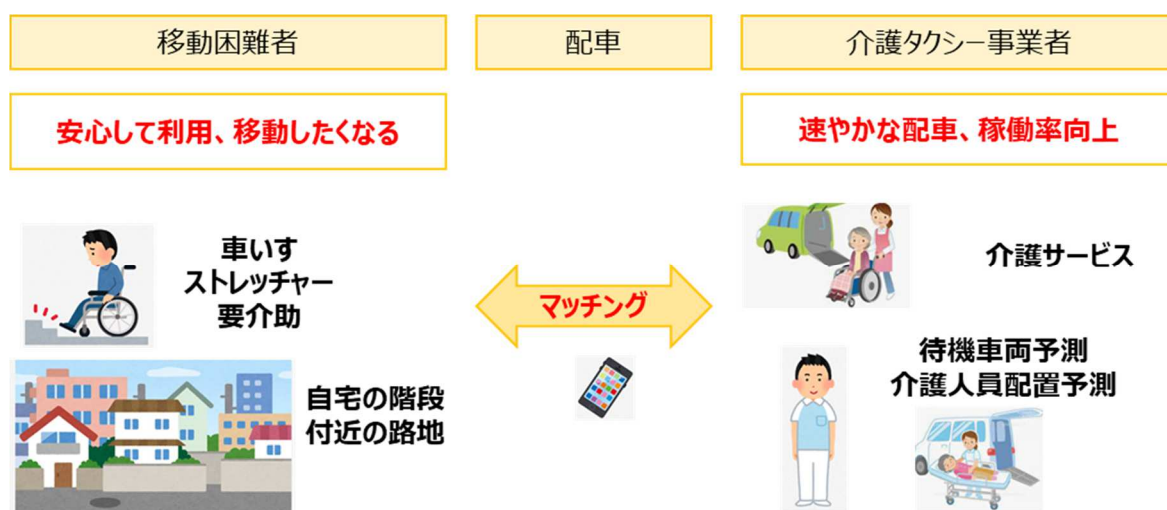 移動困難者
配車
介護タクシー事業者
安心して利用、移動したくなる
速やかな配車、稼働率向上
車いす
ストレッチャー
要介助
自宅の階段
付近の路地
マッチング
介護サービス
待機車両予測
介護人員配置予測